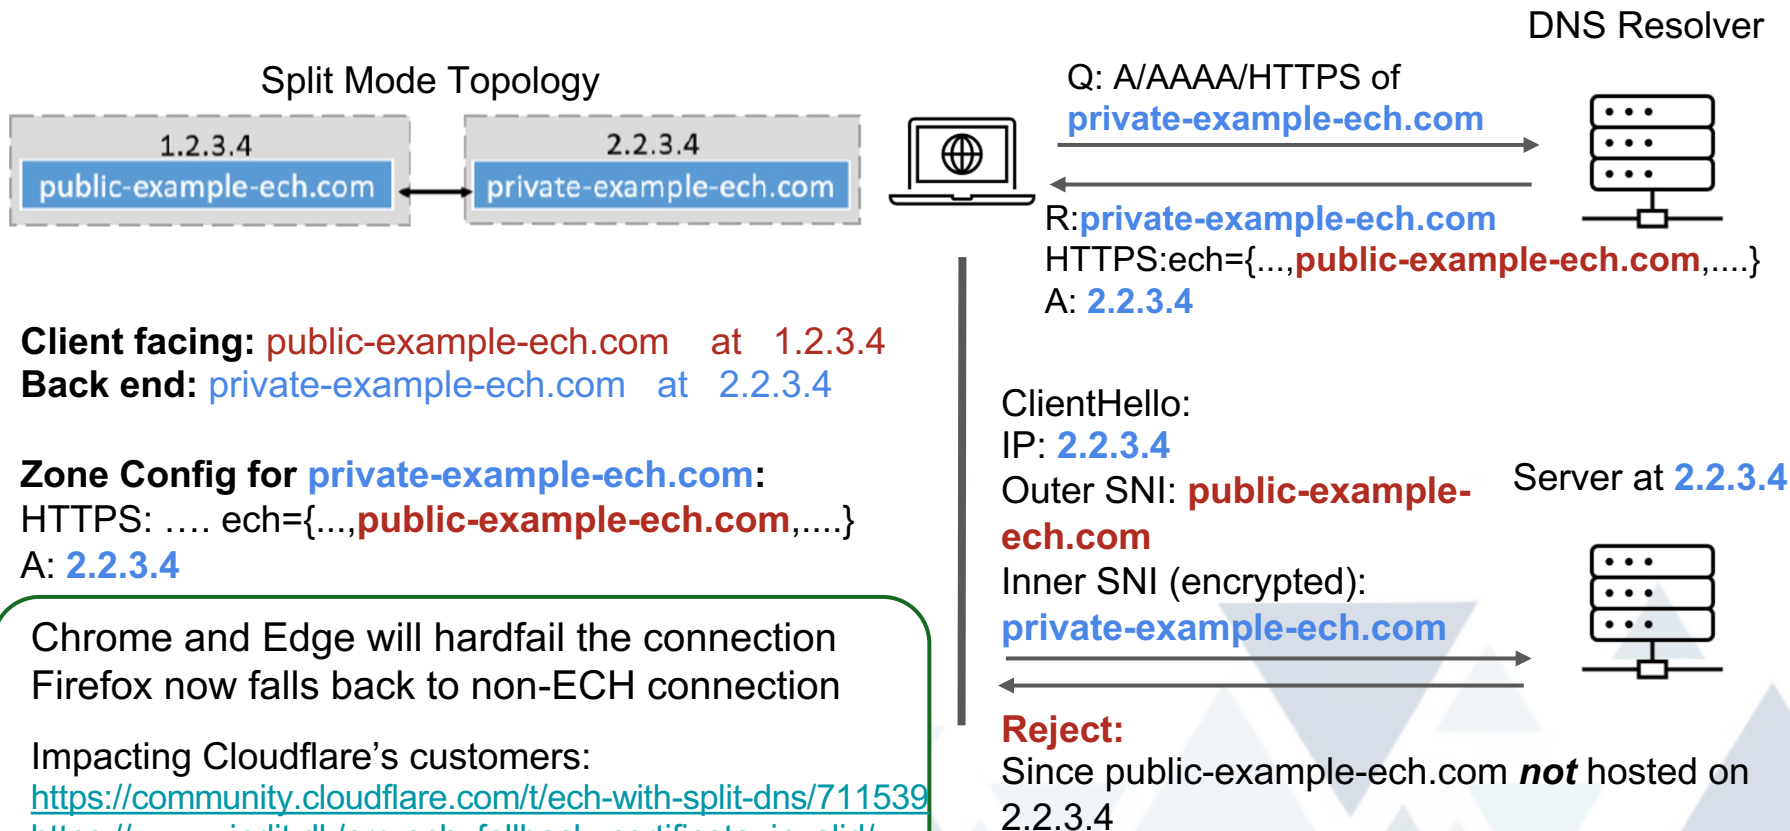 DNS Resolver
Split Mode Topology
1.2.3.4
public-example-ech.com
2.2.3.4
private-example-ech.com
Q: A/AAAA/HTTPS of
private-example-ech.com
R:private-example-ech.com
HTTPS:ech={...,public-example-ech.com,....}
A: 2.2.3.4
Client facing: public-example-ech.com at 1.2.3.4
Back end: private-example-ech.com at 2.2.3.4
Zone Config for private-example-ech.com:
HTTPS: …. ech={...,public-example-ech.com,....}
A: 2.2.3.4
Chrome and Edge will hardfail the connection
Firefox now falls back to non-ECH connection
Impacting Cloudflare’s customers:
https://community.cloudflare.com/t/ech-with-split-dns/711539
ClientHello:
IP: 2.2.3.4
Outer SNI: public-example-
ech.com
Inner SNI (encrypted):
private-example-ech.com
Server at 2.2.3.4
Reject:
Since public-example-ech.com not hosted on
2.2.3.4